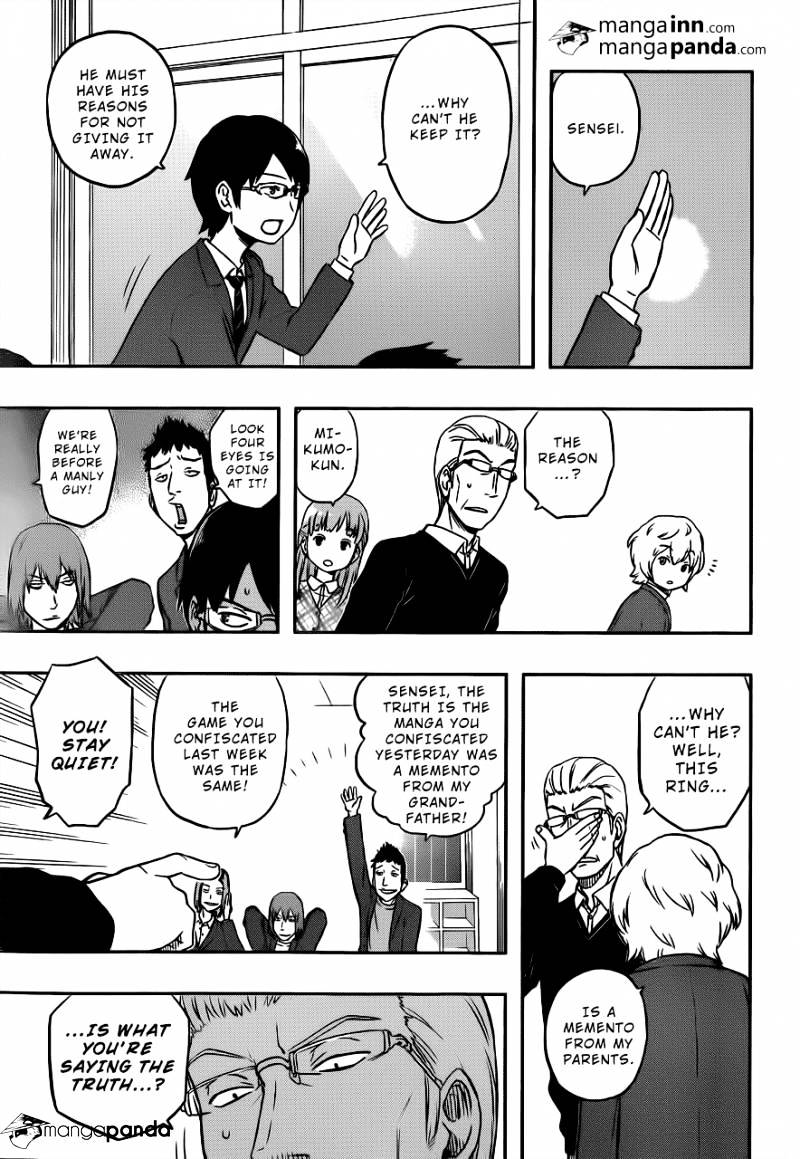 mangainn.com
mangapanda.com
SENSEI.
...WHY
CAN'T HE
KEEP IT?
HE MUST
HAVE HIS
REASONS
FOR NOT
GIVING IT
AWAY.
THE
REASON
...?
MI-
KUMO-
KUN.
LOOK
FOUR
EYES IS
GOING
AT IT!
WE'RE
REALLY
BEFORE
A MANLY
GUY!
...WHY
CAN'T HE?
WELL,
THIS
RING...
IS A
MEMENTO
FROM MY
PARENTS.
SENSEI, THE
TRUTH IS THE
MANGA YOU
CONFISCATED
YESTERDAY WAS
A MEMENTO
FROM MY
GRAND-
FATHER!
THE
GAME YOU
CONFISCATED
LAST WEEK
WAS THE
SAME!
YOU!
STAY
QUIET!
...IS WHAT
YOU'RE
SAYING THE
TRUTH...?
mangapanda